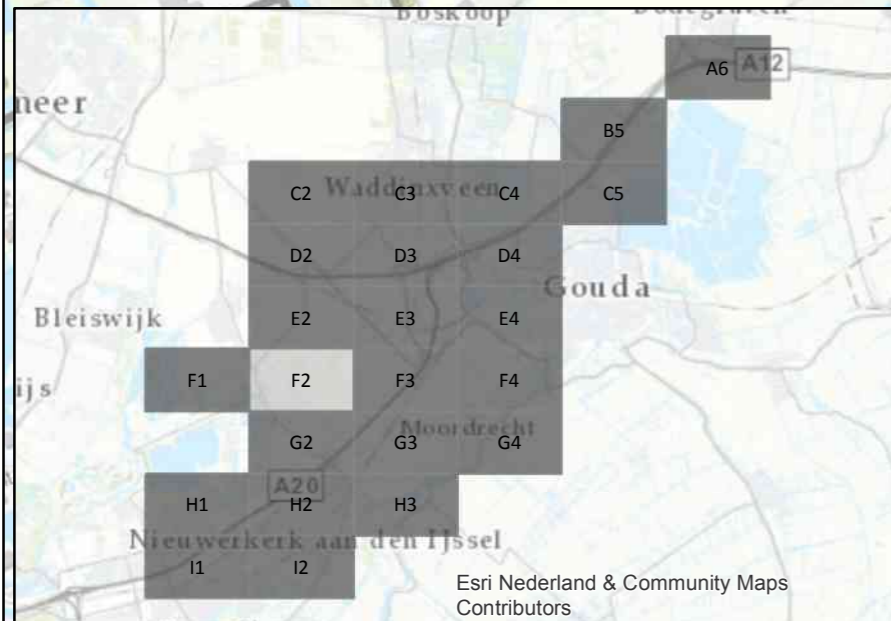 Boskoop
A6 A12
meer
B5
C2 Waddinxveen C3 C4 C5
D2 D3 D4
Gouda
Bleiswijk E2 E3 E4
F1 F2 F3 F4
ijs
G2 Moordrecht G3 G4
A20
H1 H2 H3
Nieuwerkerk aan den IJssel
I1 I2
Esri Nederland & Community Maps
Contributors